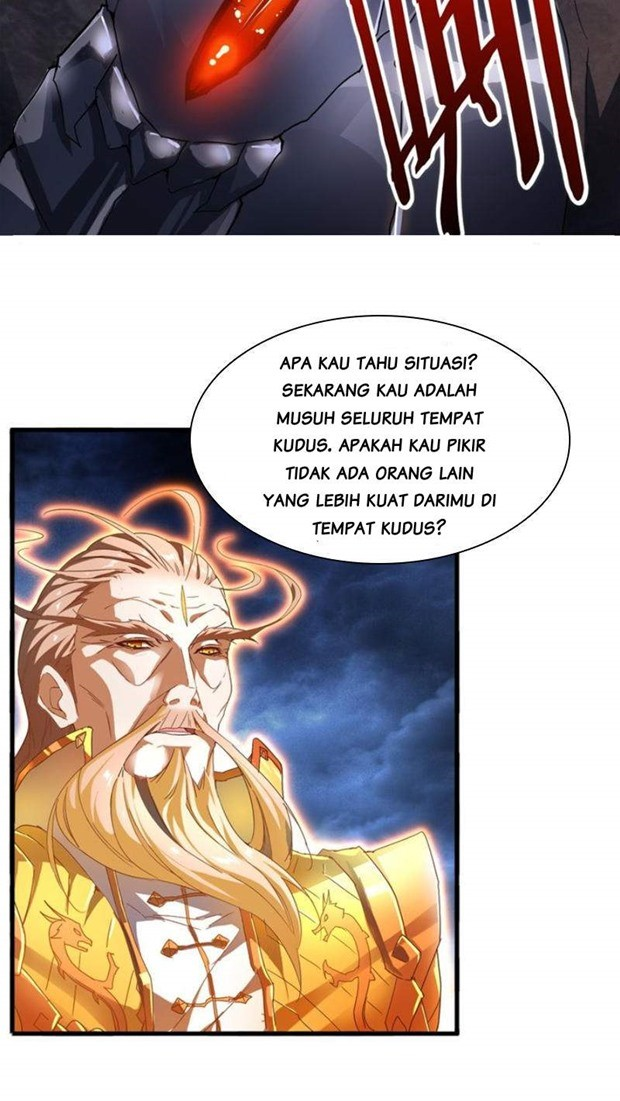 APA KAU TAHU SITUASI?
SEKARANG KAU ADALAH
MUSUH SELURUH TEMPAT
KUDUS. APAKAH KAU PIKIR
TIDAK ADA ORANG LAIN
YANG LEBIH KUAT DARIMU DI
TEMPAT KUDUS?